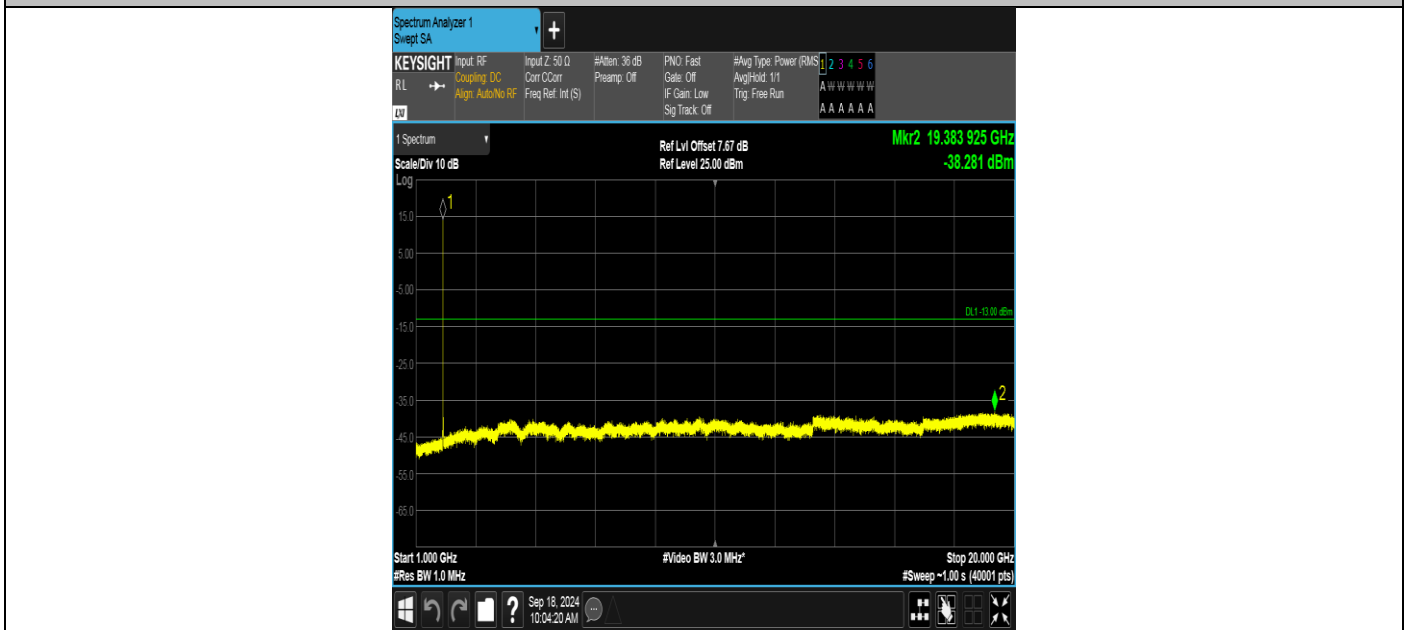 Spectrum Analyzer 1
Swept SA
+
KEYSIGHT
RL
LXI
Input: RF
Coupling: DC
Align: Auto/No RF
Input Z: 50 Ω
Corr CCorr
Freq Ref: Int (S)
#Atten: 36 dB
Preamp: Off
PNO: Fast
Gate: Off
IF Gain: Low
Sig Track: Off
#Avg Type: Power (RMS
Avg|Hold: 1/1
Trig: Free Run
1 2 3 4 5 6
A W W W W W
A A A A A A
1 Spectrum
Scale/Div 10 dB
Log
Ref Lvl Offset 7.67 dB
Ref Level 25.00 dBm
Mkr2 19.383 925 GHz
-38.281 dBm
1
15.0
5.00
-5.00
DL1 -13.00 dBm
-15.0
-25.0
2
-35.0
-45.0
-55.0
-65.0
Start 1.000 GHz
#Res BW 1.0 MHz
#Video BW 3.0 MHz*
Stop 20.000 GHz
#Sweep ~1.00 s (40001 pts)
?
Sep 18, 2024
10:04:20 AM